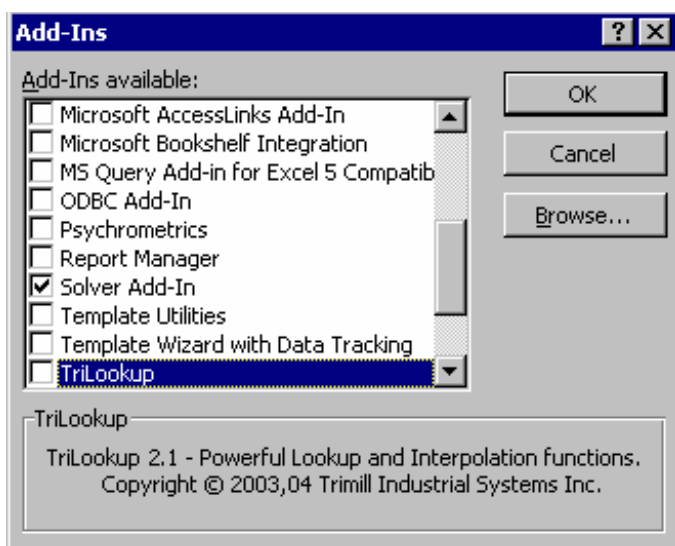 Add-Ins
Add-Ins available:
Microsoft AccessLinks Add-In
Microsoft Bookshelf Integration
MS Query Add-in for Excel 5 Compatib
ODBC Add-In
Psychrometrics
Report Manager
Solver Add-In
Template Utilities
Template Wizard with Data Tracking
TriLookup
OK
Cancel
Browse...
TriLookup
TriLookup 2.1 - Powerful Lookup and Interpolation functions.
Copyright © 2003,04 Trimill Industrial Systems Inc.